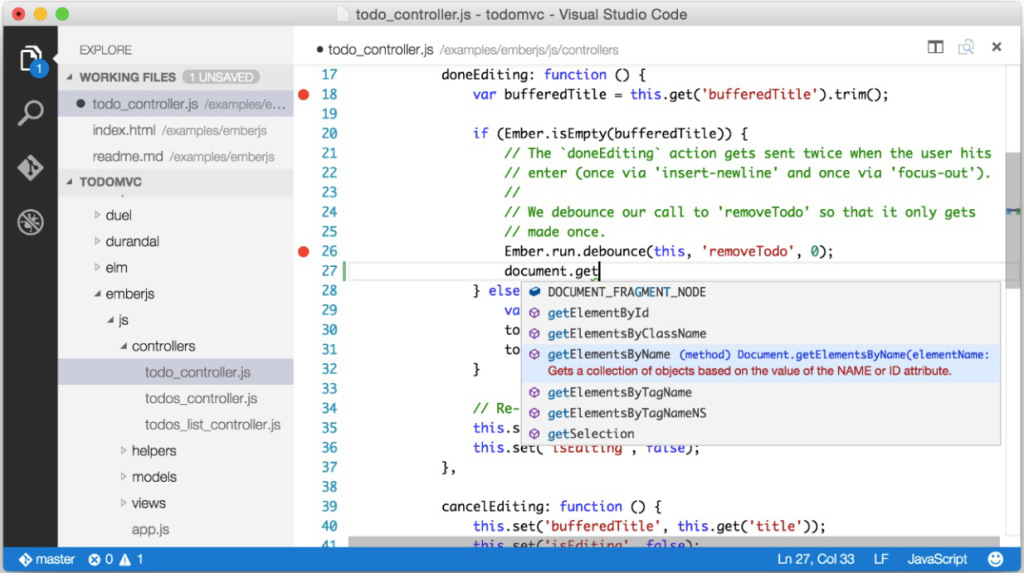 todo_controller.js - todomvc - Visual Studio Code
EXPLORE
WORKING FILES 1 UNSAVED
todo_controller.js /examples/e...
index.html /examples/emberjs
readme.md /examples/emberjs
TODOMVC
duel
durandal
elm
emberjs
js
controllers
todo_controller.js
todos_controller.js
todos_list_controller.js
helpers
models
views
app.js
1
todo_controller.js /examples/emberjs/js/controllers
17 doneEditing: function () {
18 var bufferedTitle = this.get('bufferedTitle').trim();
19
20 if (Ember.isEmpty(bufferedTitle)) {
21 // The `doneEditing` action gets sent twice when the user hits
22 // enter (once via 'insert-newline' and once via 'focus-out').
23 //
24 // We debounce our call to 'removeTodo' so that it only gets
25 // made once.
26 Ember.run.debounce(this, 'removeTodo', 0);
27 document.get
28 } else
29 va
30 to
31 to
32 }
33
34 // Re-
35 this.s
36 this.set('isEditing', false);
37 },
38
39 cancelEditing: function () {
40 this.set('bufferedTitle', this.get('title'));
41 this.set('isEditing', false);
DOCUMENT_FRAGMENT_NODE
getElementById
getElementsByClassName
getElementsByName (method) Document.getElementsByName(elementName:
Gets a collection of objects based on the value of the NAME or ID attribute.
getElementsByTagName
getElementsByTagNameNS
getSelection
master 0 1 Ln 27, Col 33 LF JavaScript